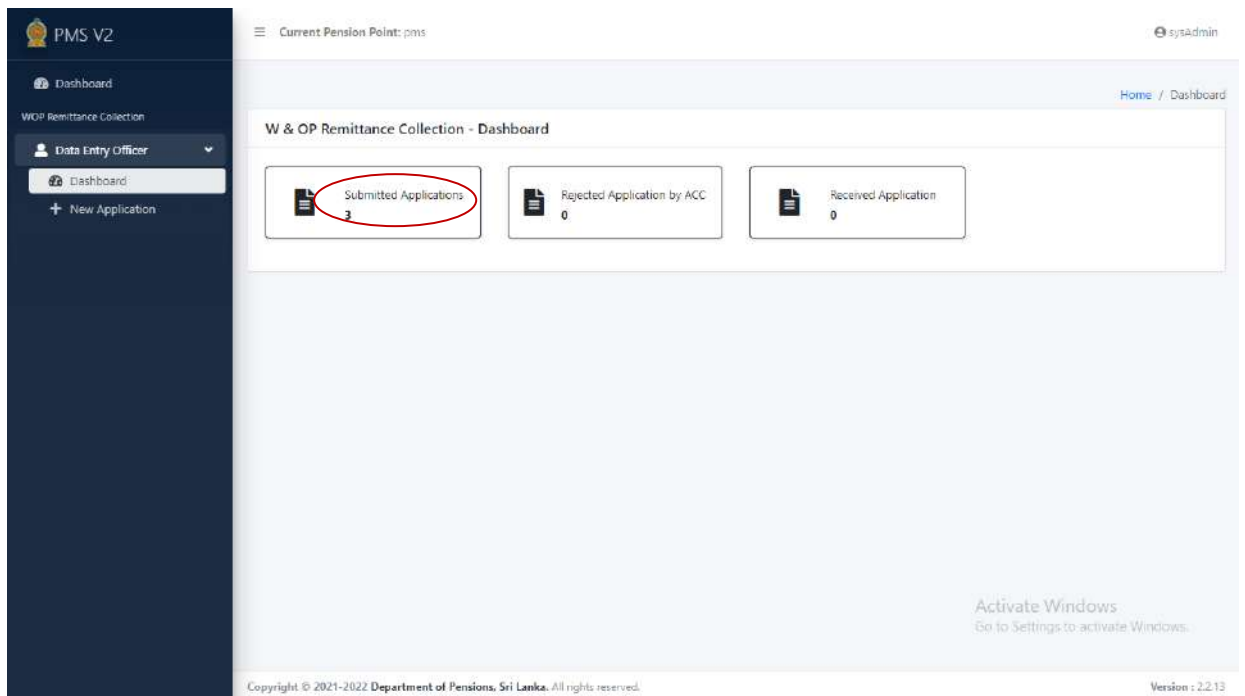 PMS V2
Current Pension Point: pms
sysAdmin
Dashboard
WOP Remittance Collection
Data Entry Officer
Dashboard
New Application
Home / Dashboard
W & OP Remittance Collection - Dashboard
Submitted Applications
3
Rejected Application by ACC
0
Received Application
0
Activate Windows
Go to Settings to activate Windows.
Copyright © 2021-2022 Department of Pensions, Sri Lanka. All rights reserved.
Version : 2.2.13